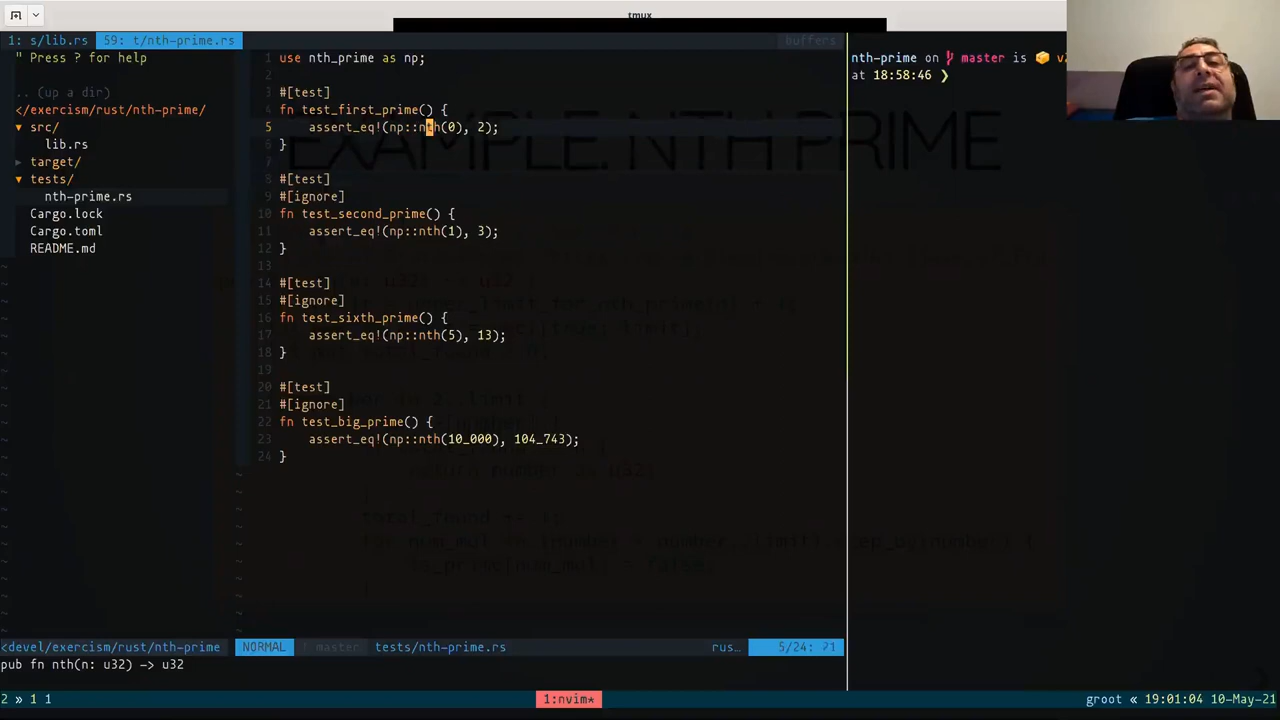 tmux
1: s/lib.rs 59: t/nth-prime.rs buffers
" Press ? for help
.. (up a dir)
</exercism/rust/nth-prime/
▼ src/
lib.rs
▸ target/
▼ tests/
nth-prime.rs
Cargo.lock
Cargo.toml
README.md
1 use nth_prime as np;
2
3 #[test]
4 fn test_first_prime() {
5 assert_eq!(np::nth(0), 2);
6 }
7
8 #[test]
9 #[ignore]
10 fn test_second_prime() {
11 assert_eq!(np::nth(1), 3);
12 }
13
14 #[test]
15 #[ignore]
16 fn test_sixth_prime() {
17 assert_eq!(np::nth(5), 13);
18 }
19
20 #[test]
21 #[ignore]
22 fn test_big_prime() {
23 assert_eq!(np::nth(10_000), 104_743);
24 }
EXAMPLE: NTH PRIME
nth-prime on master is
at 18:58:46 ❯
<devel/exercism/rust/nth-prime NORMAL master tests/nth-prime.rs rus… 5/24: 21
pub fn nth(n: u32) -> u32
2 » 1 1 1:nvim* groot « 19:01:04 10-May-21